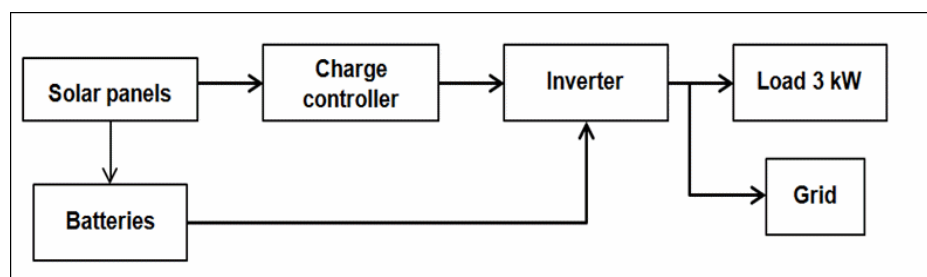 Solar panels
Charge
controller
Inverter
Load 3 kW
Batteries
Grid